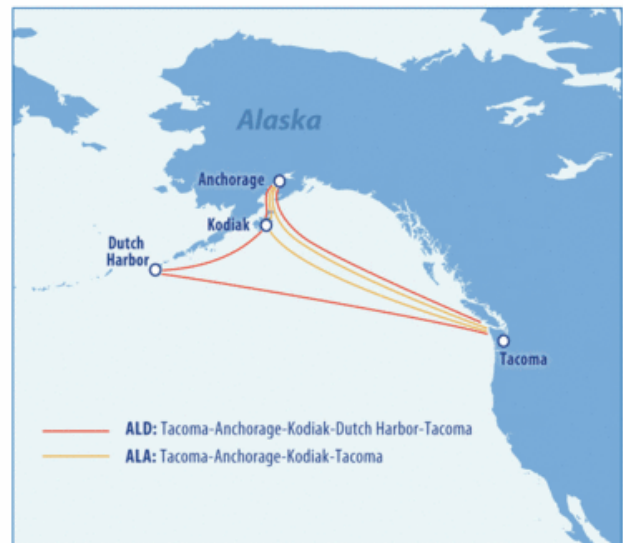 Alaska
Anchorage
Kodiak
Dutch
Harbor
Tacoma
ALD: Tacoma-Anchorage-Kodiak-Dutch Harbor-Tacoma
ALA: Tacoma-Anchorage-Kodiak-Tacoma